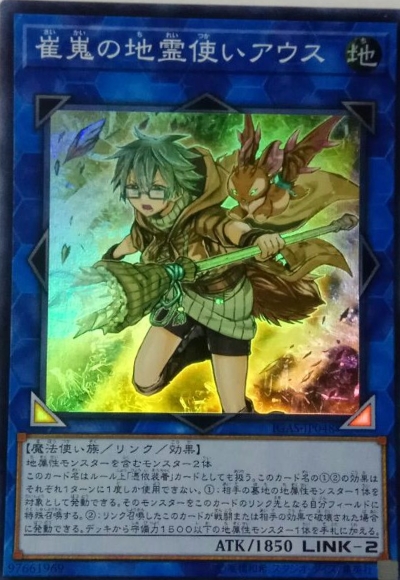 崔嵬の地霊使いアウス
地
IGAS-JP048
【魔法使い族／リンク／効果】
地属性モンスターを含むモンスター2体
このカード名はルール上「憑依装着」カードとしても扱う。このカード名の①②の効果は
それぞれ1ターンに1度しか使用できない。①：相手の墓地の地属性モンスター1体を
対象として発動できる。そのモンスターをこのカードのリンク先となる自分フィールドに
特殊召喚する。②：リンク召喚したこのカードが戦闘または相手の効果で破壊された場合
に発動できる。デッキから守備力1500以下の地属性モンスター1体を手札に加える。
ATK/1850 LINK-2
97661969